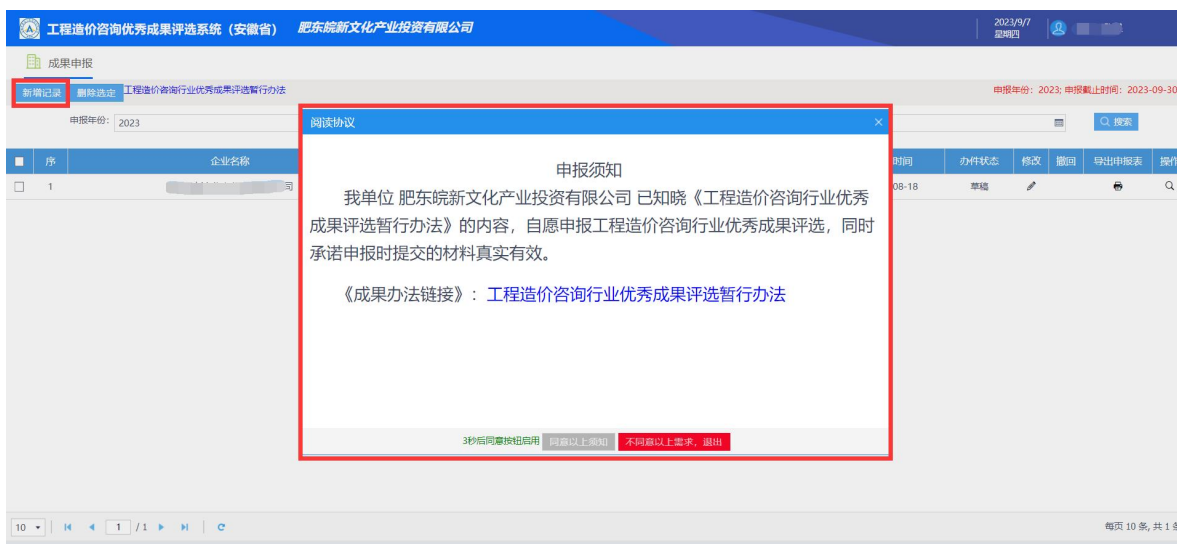 工程造价咨询优秀成果评选系统（安徽省） 肥东皖新文化产业投资有限公司 2023/9/7
星期四
成果申报
新增记录 删除选定 工程造价咨询行业优秀成果评选暂行办法 申报年份：2023; 申报截止时间：2023-09-30
申报年份： 2023 搜索
序 企业名称 时间 办件状态 修改 撤回 导出申报表 操作
1 司 08-18 草稿
阅读协议 ×
申报须知
我单位 肥东皖新文化产业投资有限公司 已知晓《工程造价咨询行业优秀
成果评选暂行办法》的内容，自愿申报工程造价咨询行业优秀成果评选，同时
承诺申报时提交的材料真实有效。
《成果办法链接》：工程造价咨询行业优秀成果评选暂行办法
3秒后同意按钮启用 同意以上须知 不同意以上需求，退出
10 1 / 1 每页 10 条, 共 1 条